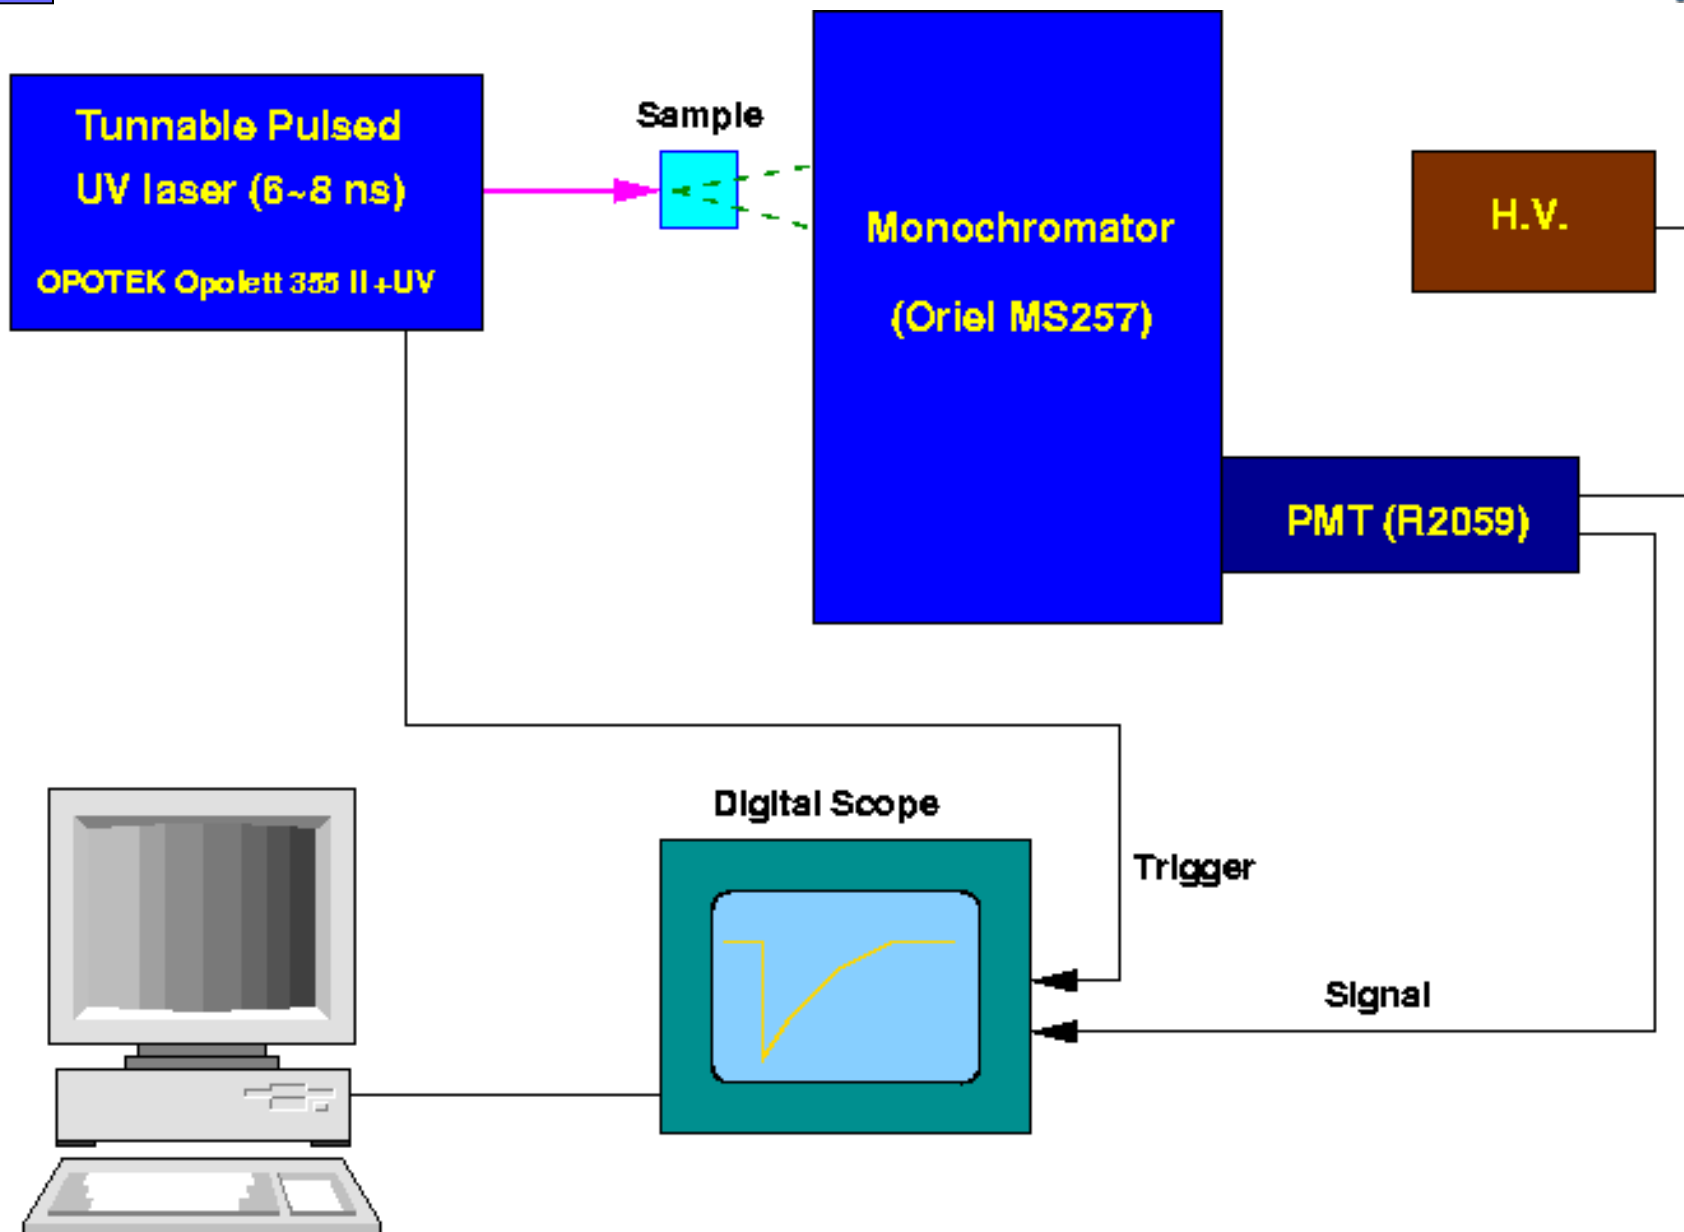 Tunnable Pulsed
UV laser (6~8 ns)
OPOTEK Opolett 355 II+UV
Sample
Monochromator
(Oriel MS257)
H.V.
PMT (R2059)
Digital Scope
Trigger
Signal